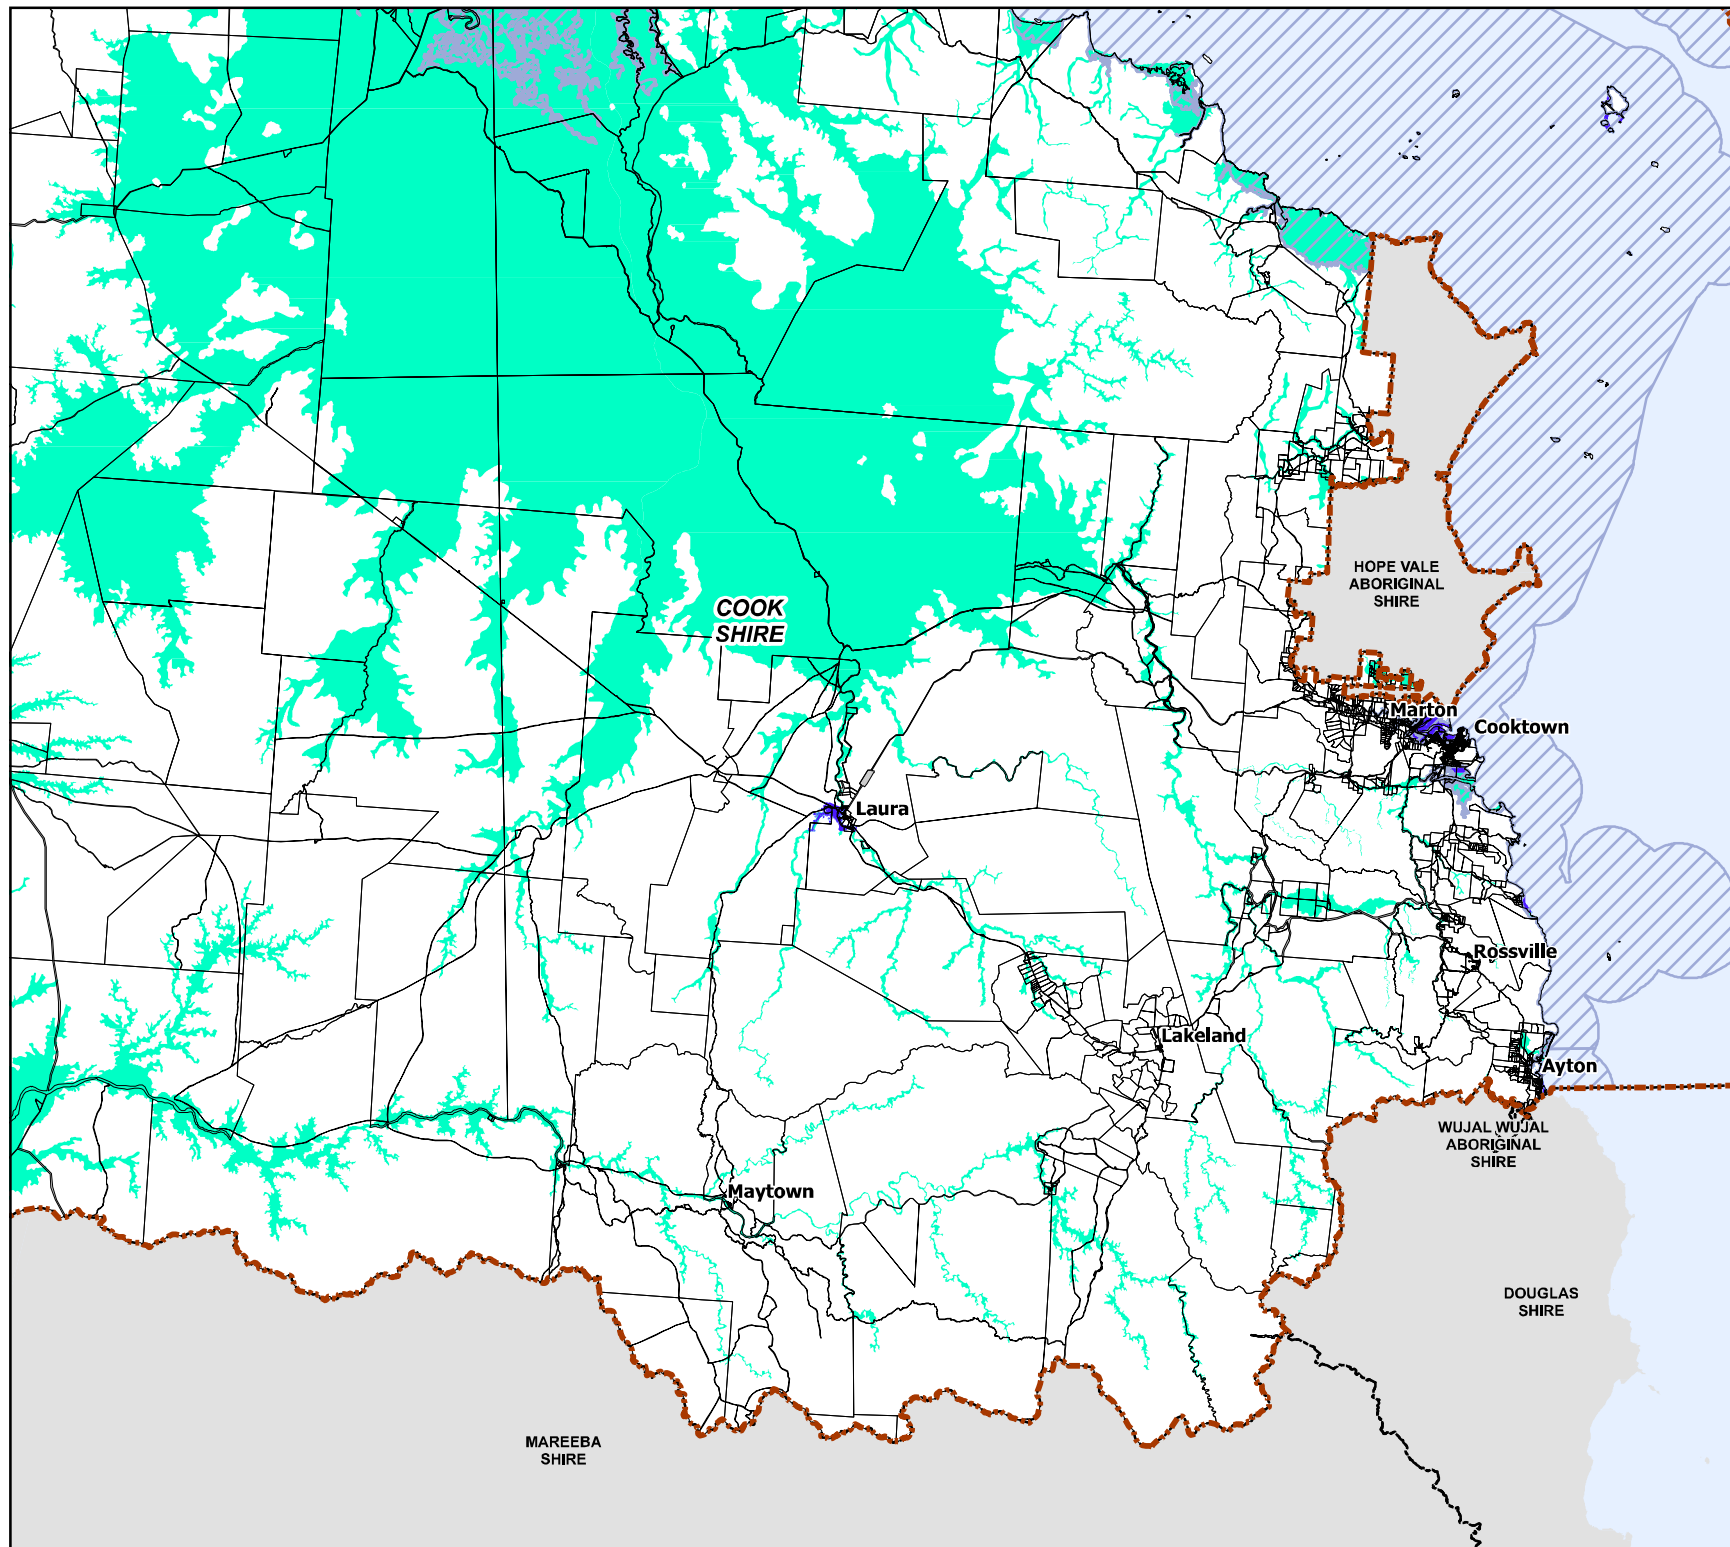 HOPE VALE
ABORIGINAL
SHIRE
COOK
SHIRE
Marton
Cooktown
Laura
Rossville
Lakeland
Ayton
WUJAL WUJAL
ABORIGINAL
SHIRE
Maytown
DOUGLAS
SHIRE
MAREEBA
SHIRE